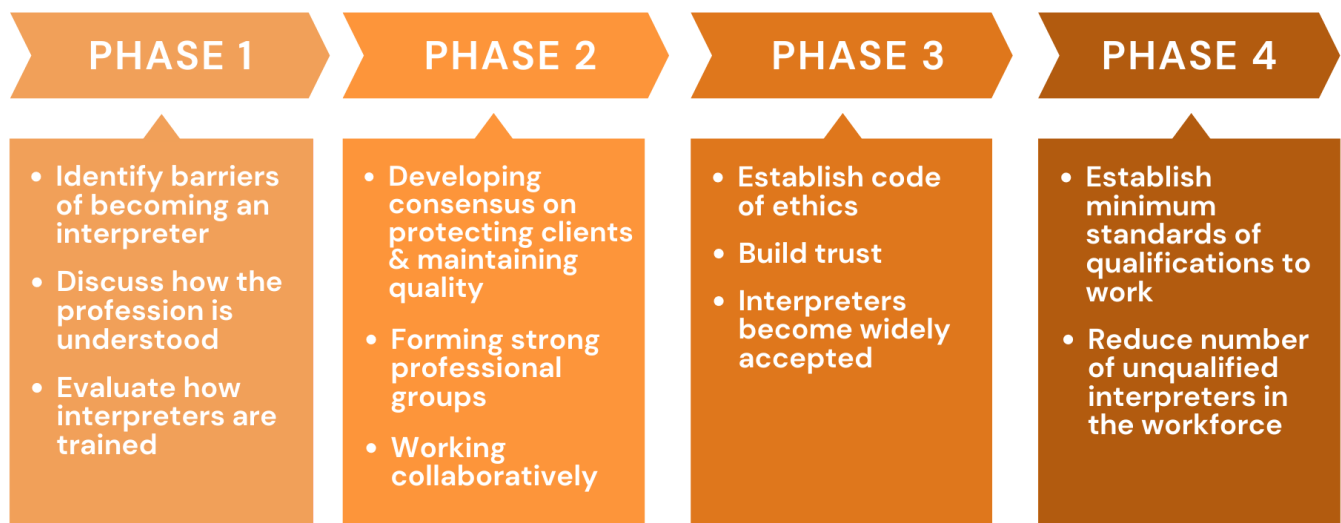 PHASE 1
PHASE 2
PHASE 3
PHASE 4
• Identify barriers
of becoming an
interpreter
• Discuss how the
profession is
understood
• Evaluate how
interpreters are
trained
• Developing
consensus on
protecting clients
& maintaining
quality
• Forming strong
professional
groups
• Working
collaboratively
• Establish code
of ethics
• Build trust
• Interpreters
become widely
accepted
• Establish
minimum
standards of
qualifications to
work
• Reduce number
of unqualified
interpreters in
the workforce